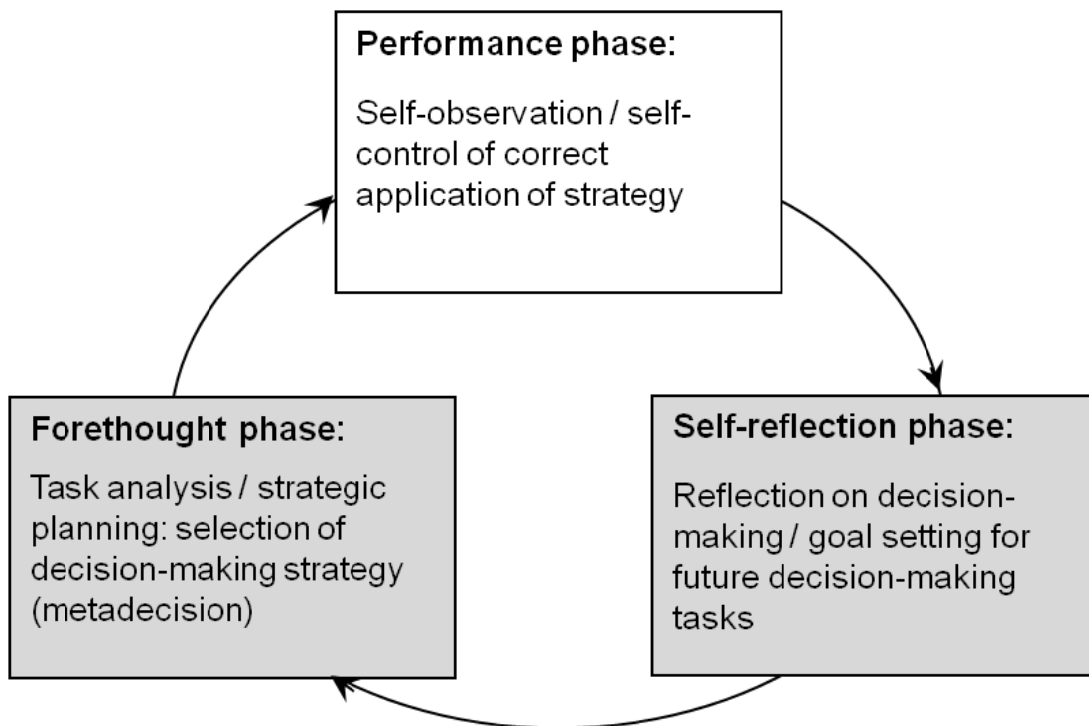 Performance phase:
Self-observation / self-
control of correct
application of strategy
Forethought phase:
Task analysis / strategic
planning: selection of
decision-making strategy
(metadecision)
Self-reflection phase:
Reflection on decision-
making / goal setting for
future decision-making
tasks